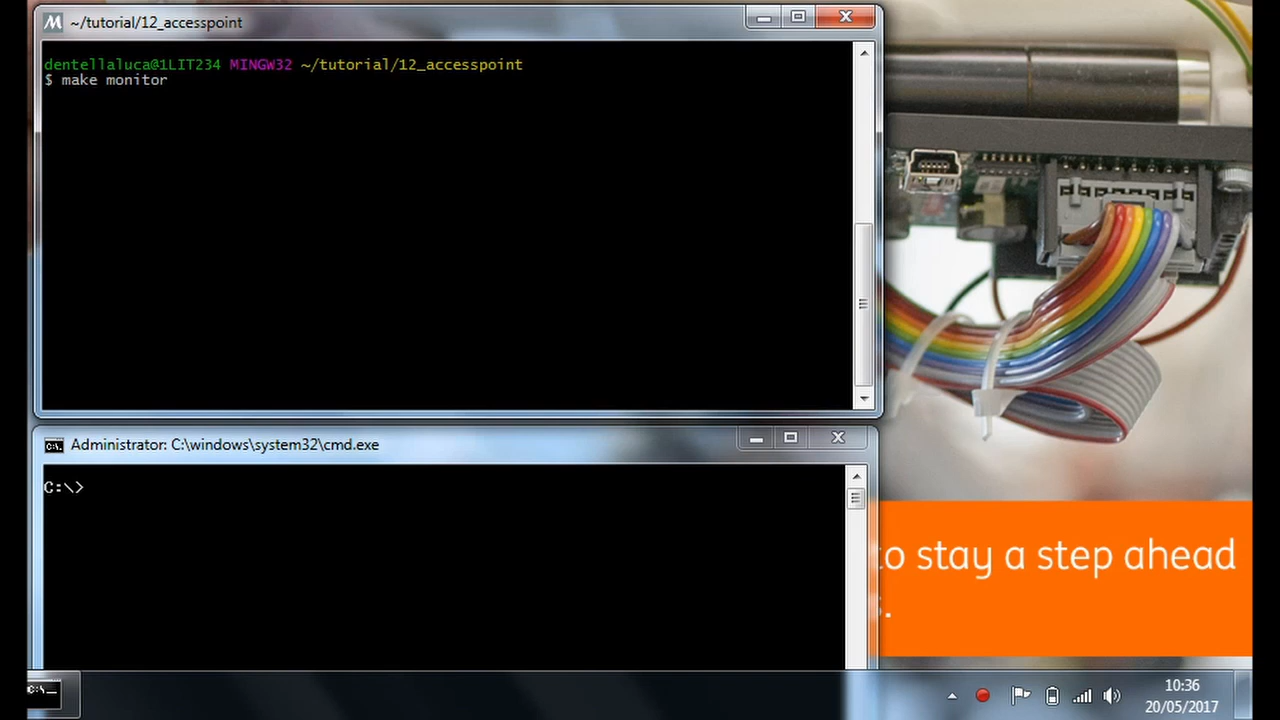 ~/tutorial/12_accesspoint
dentellaluca@1LIT234 MINGW32 ~/tutorial/12_accesspoint
$ make monitor
Administrator: C:\windows\system32\cmd.exe
C:\>
to stay a step ahead
10:36
20/05/2017